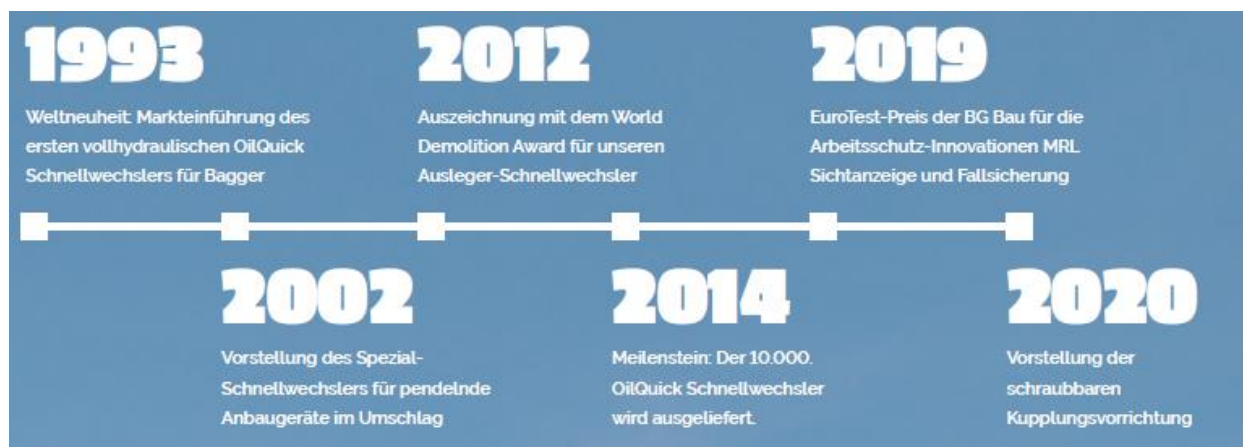 1993
Weltneuheit: Markteinführung des
ersten vollhydraulischen OilQuick
Schnellwechslers für Bagger
2002
Vorstellung des Spezial-
Schnellwechslers für pendelnde
Anbaugeräte im Umschlag
2012
Auszeichnung mit dem World
Demolition Award für unseren
Ausleger-Schnellwechsler
2014
Meilenstein: Der 10.000.
OilQuick Schnellwechsler
wird ausgeliefert.
2019
EuroTest-Preis der BG Bau für die
Arbeitsschutz-Innovationen MRL
Sichtanzeige und Fallsicherung
2020
Vorstellung der
schraubbaren
Kupplungsvorrichtung